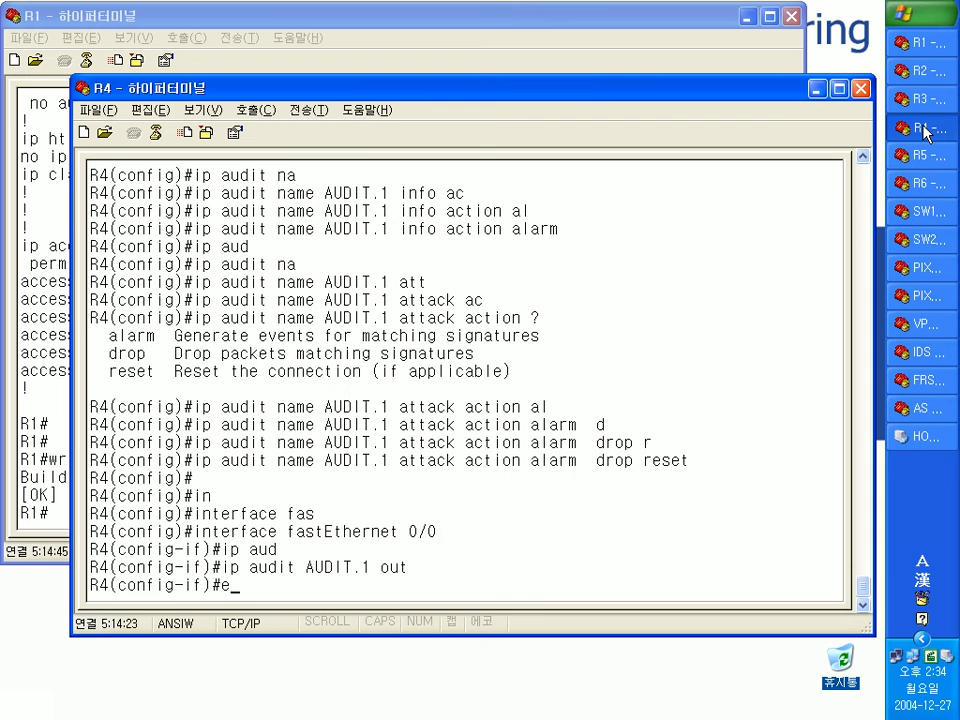 R1 - 하이퍼터미널
파일(F) 편집(E) 보기(V) 호출(C) 전송(T) 도움말(H)
ring
no au
!
ip ht
no ip
ip cl
!
!
!
ip acc
perm
access
access
access
access
access
access
!
R1#
R1#
R1#wr
Build
[OK]
R1#
연결 5:14:45
R4 - 하이퍼터미널
파일(F) 편집(E) 보기(V) 호출(C) 전송(T) 도움말(H)
R4(config)#ip audit na
R4(config)#ip audit name AUDIT.1 info ac
R4(config)#ip audit name AUDIT.1 info action al
R4(config)#ip audit name AUDIT.1 info action alarm
R4(config)#ip aud
R4(config)#ip audit na
R4(config)#ip audit name AUDIT.1 att
R4(config)#ip audit name AUDIT.1 attack ac
R4(config)#ip audit name AUDIT.1 attack action ?
alarm  Generate events for matching signatures
drop   Drop packets matching signatures
reset  Reset the connection (if applicable)
R4(config)#ip audit name AUDIT.1 attack action al
R4(config)#ip audit name AUDIT.1 attack action alarm  d
R4(config)#ip audit name AUDIT.1 attack action alarm  drop r
R4(config)#ip audit name AUDIT.1 attack action alarm  drop reset
R4(config)#
R4(config)#in
R4(config)#interface fas
R4(config)#interface fastEthernet 0/0
R4(config-if)#ip aud
R4(config-if)#ip audit AUDIT.1 out
R4(config-if)#e_
연결 5:14:23 ANSIW TCP/IP SCROLL CAPS NUM 캡 에코
휴지통
R1 -...
R2 -...
R3 -...
R4 -...
R5 -...
R6 -...
SW1...
SW2...
PIX...
PIX...
VP...
IDS ...
FRS...
AS ...
HO...
A
漢
오후 2:34
월요일
2004-12-27